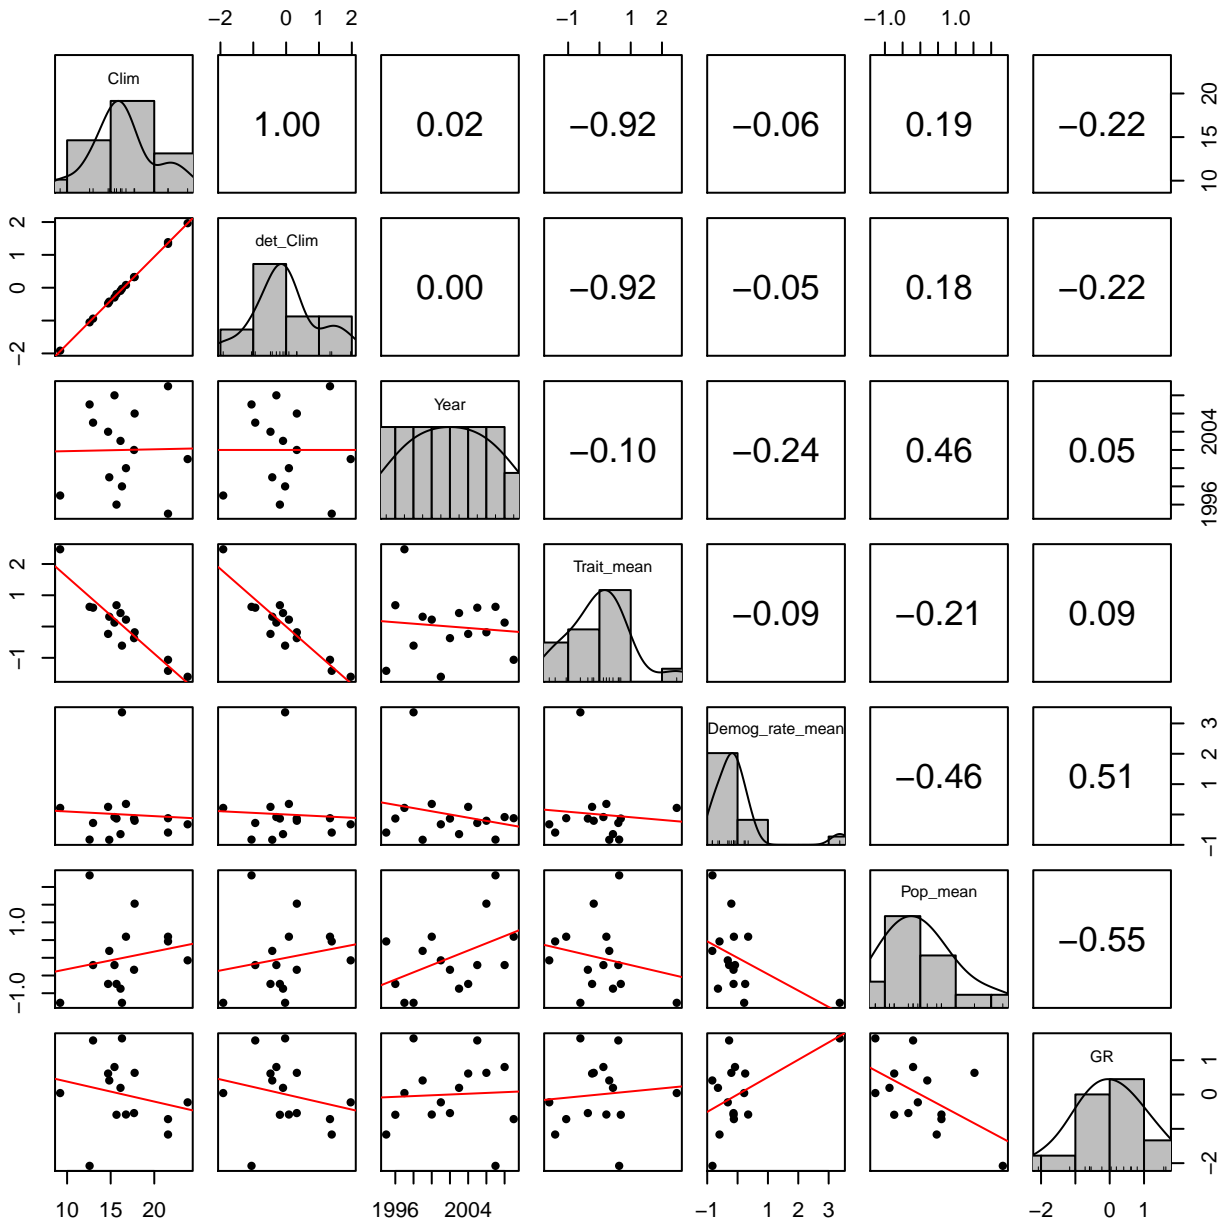 −2 0 1 2 −1 1 2 −1.0 1.0
Clim 1.00 0.02 −0.92 −0.06 0.19 −0.22 10 15 20
−2 0 1 2 det_Clim 0.00 −0.92 −0.05 0.18 −0.22
Year −0.10 −0.24 0.46 0.05 1996 2004
−1 1 2 Trait_mean −0.09 −0.21 0.09
Demog_rate_mean −0.46 0.51 −1 1 2 3
−1.0 1.0 Pop_mean −0.55
GR −2 0 1
10 15 20 1996 2004 −1 1 2 3 −2 0 1